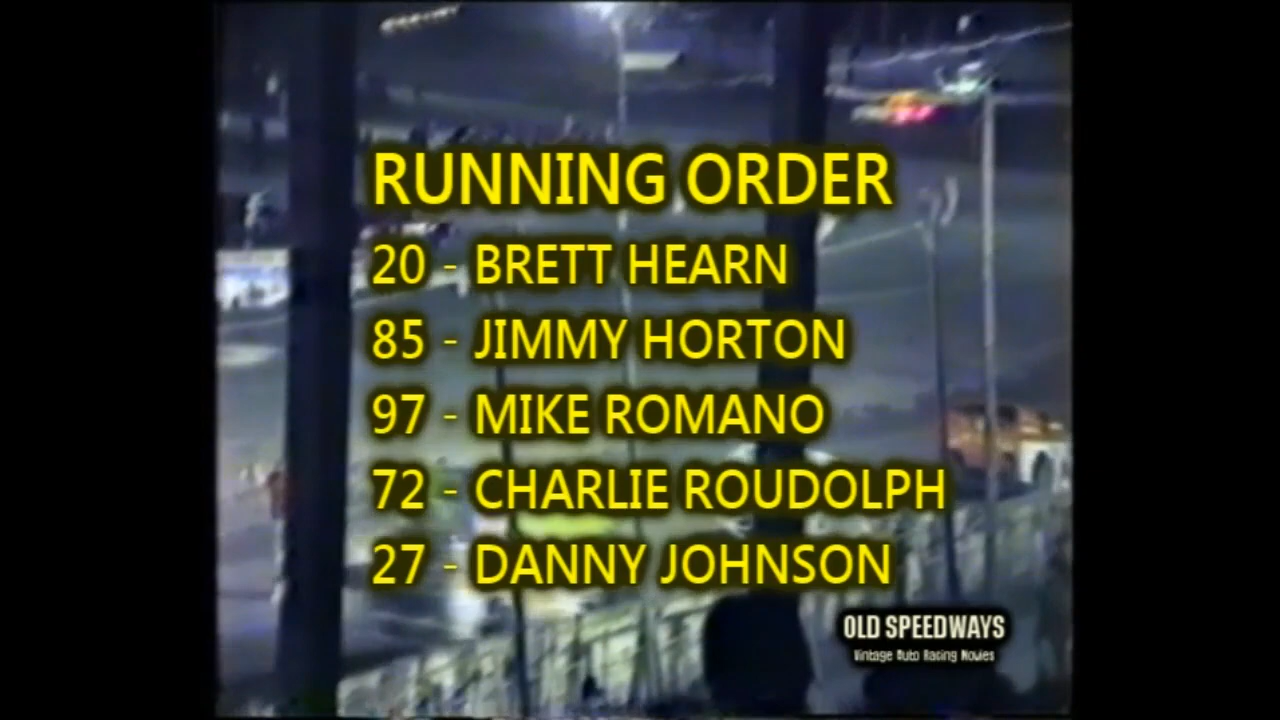 RUNNING ORDER
20 - BRETT HEARN
85 - JIMMY HORTON
97 - MIKE ROMANO
72 - CHARLIE ROUDOLPH
27 - DANNY JOHNSON
OLD SPEEDWAYS
Vintage Auto Racing Movies